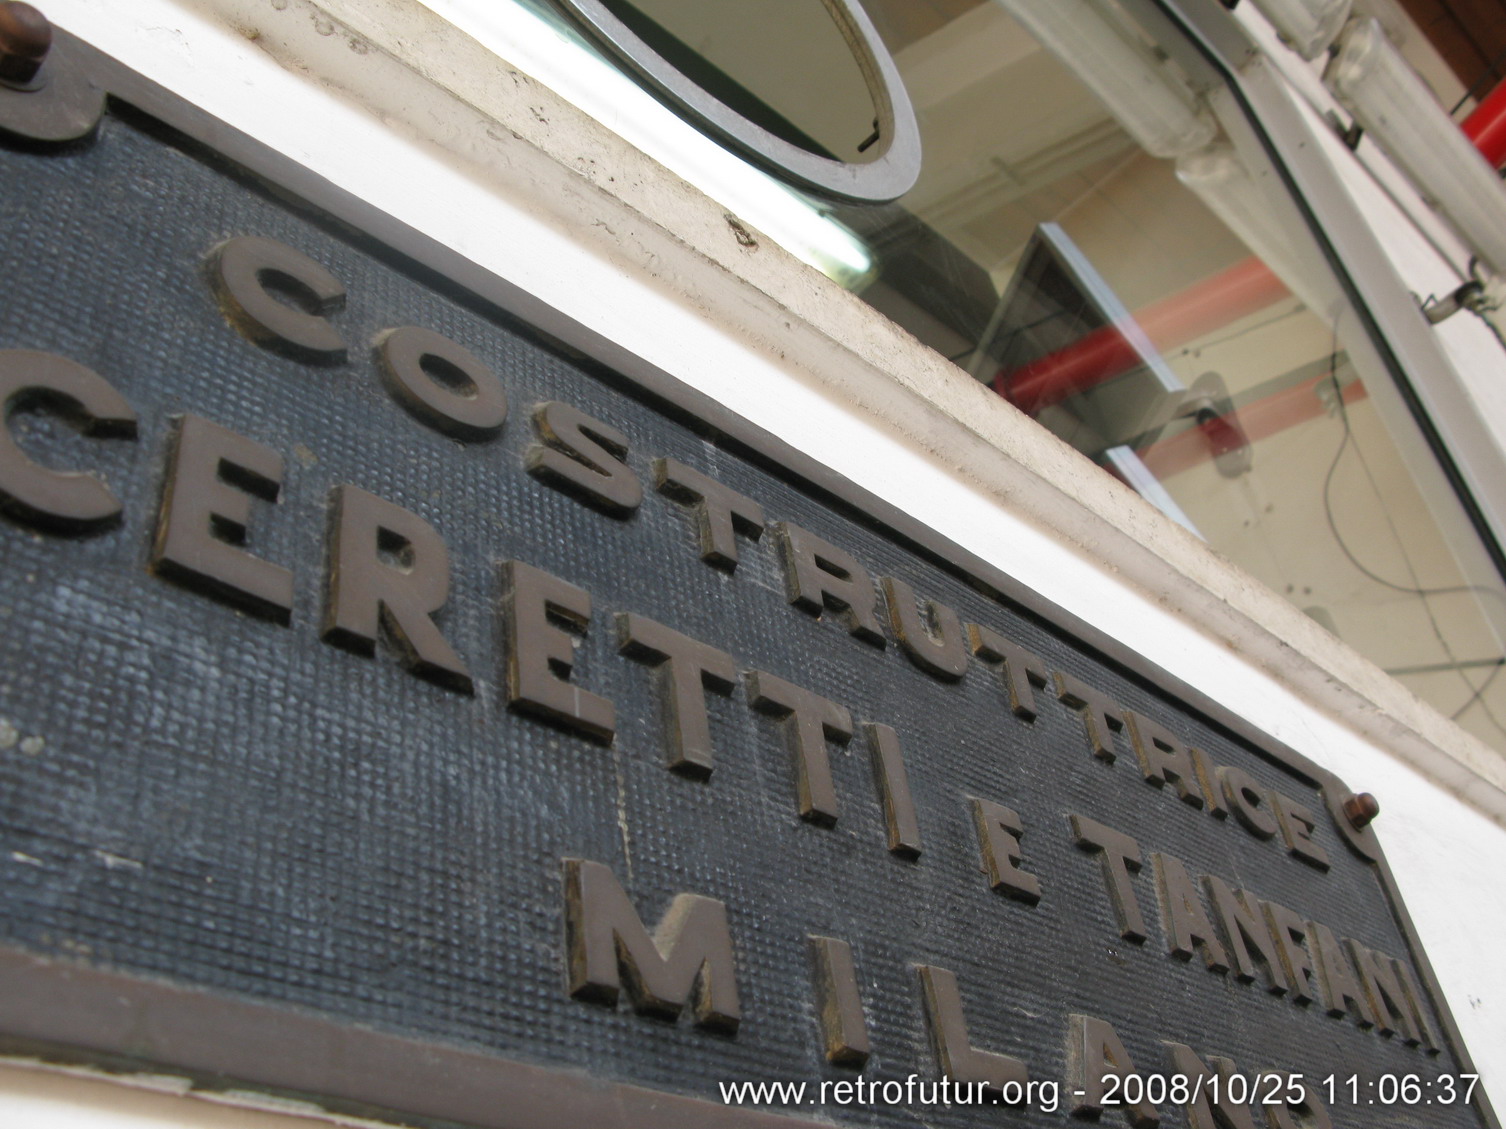 COSTRUTTRICE
CERETTI E TANFANI
MILANO
www.retrofutur.org - 2008/10/25 11:06:37